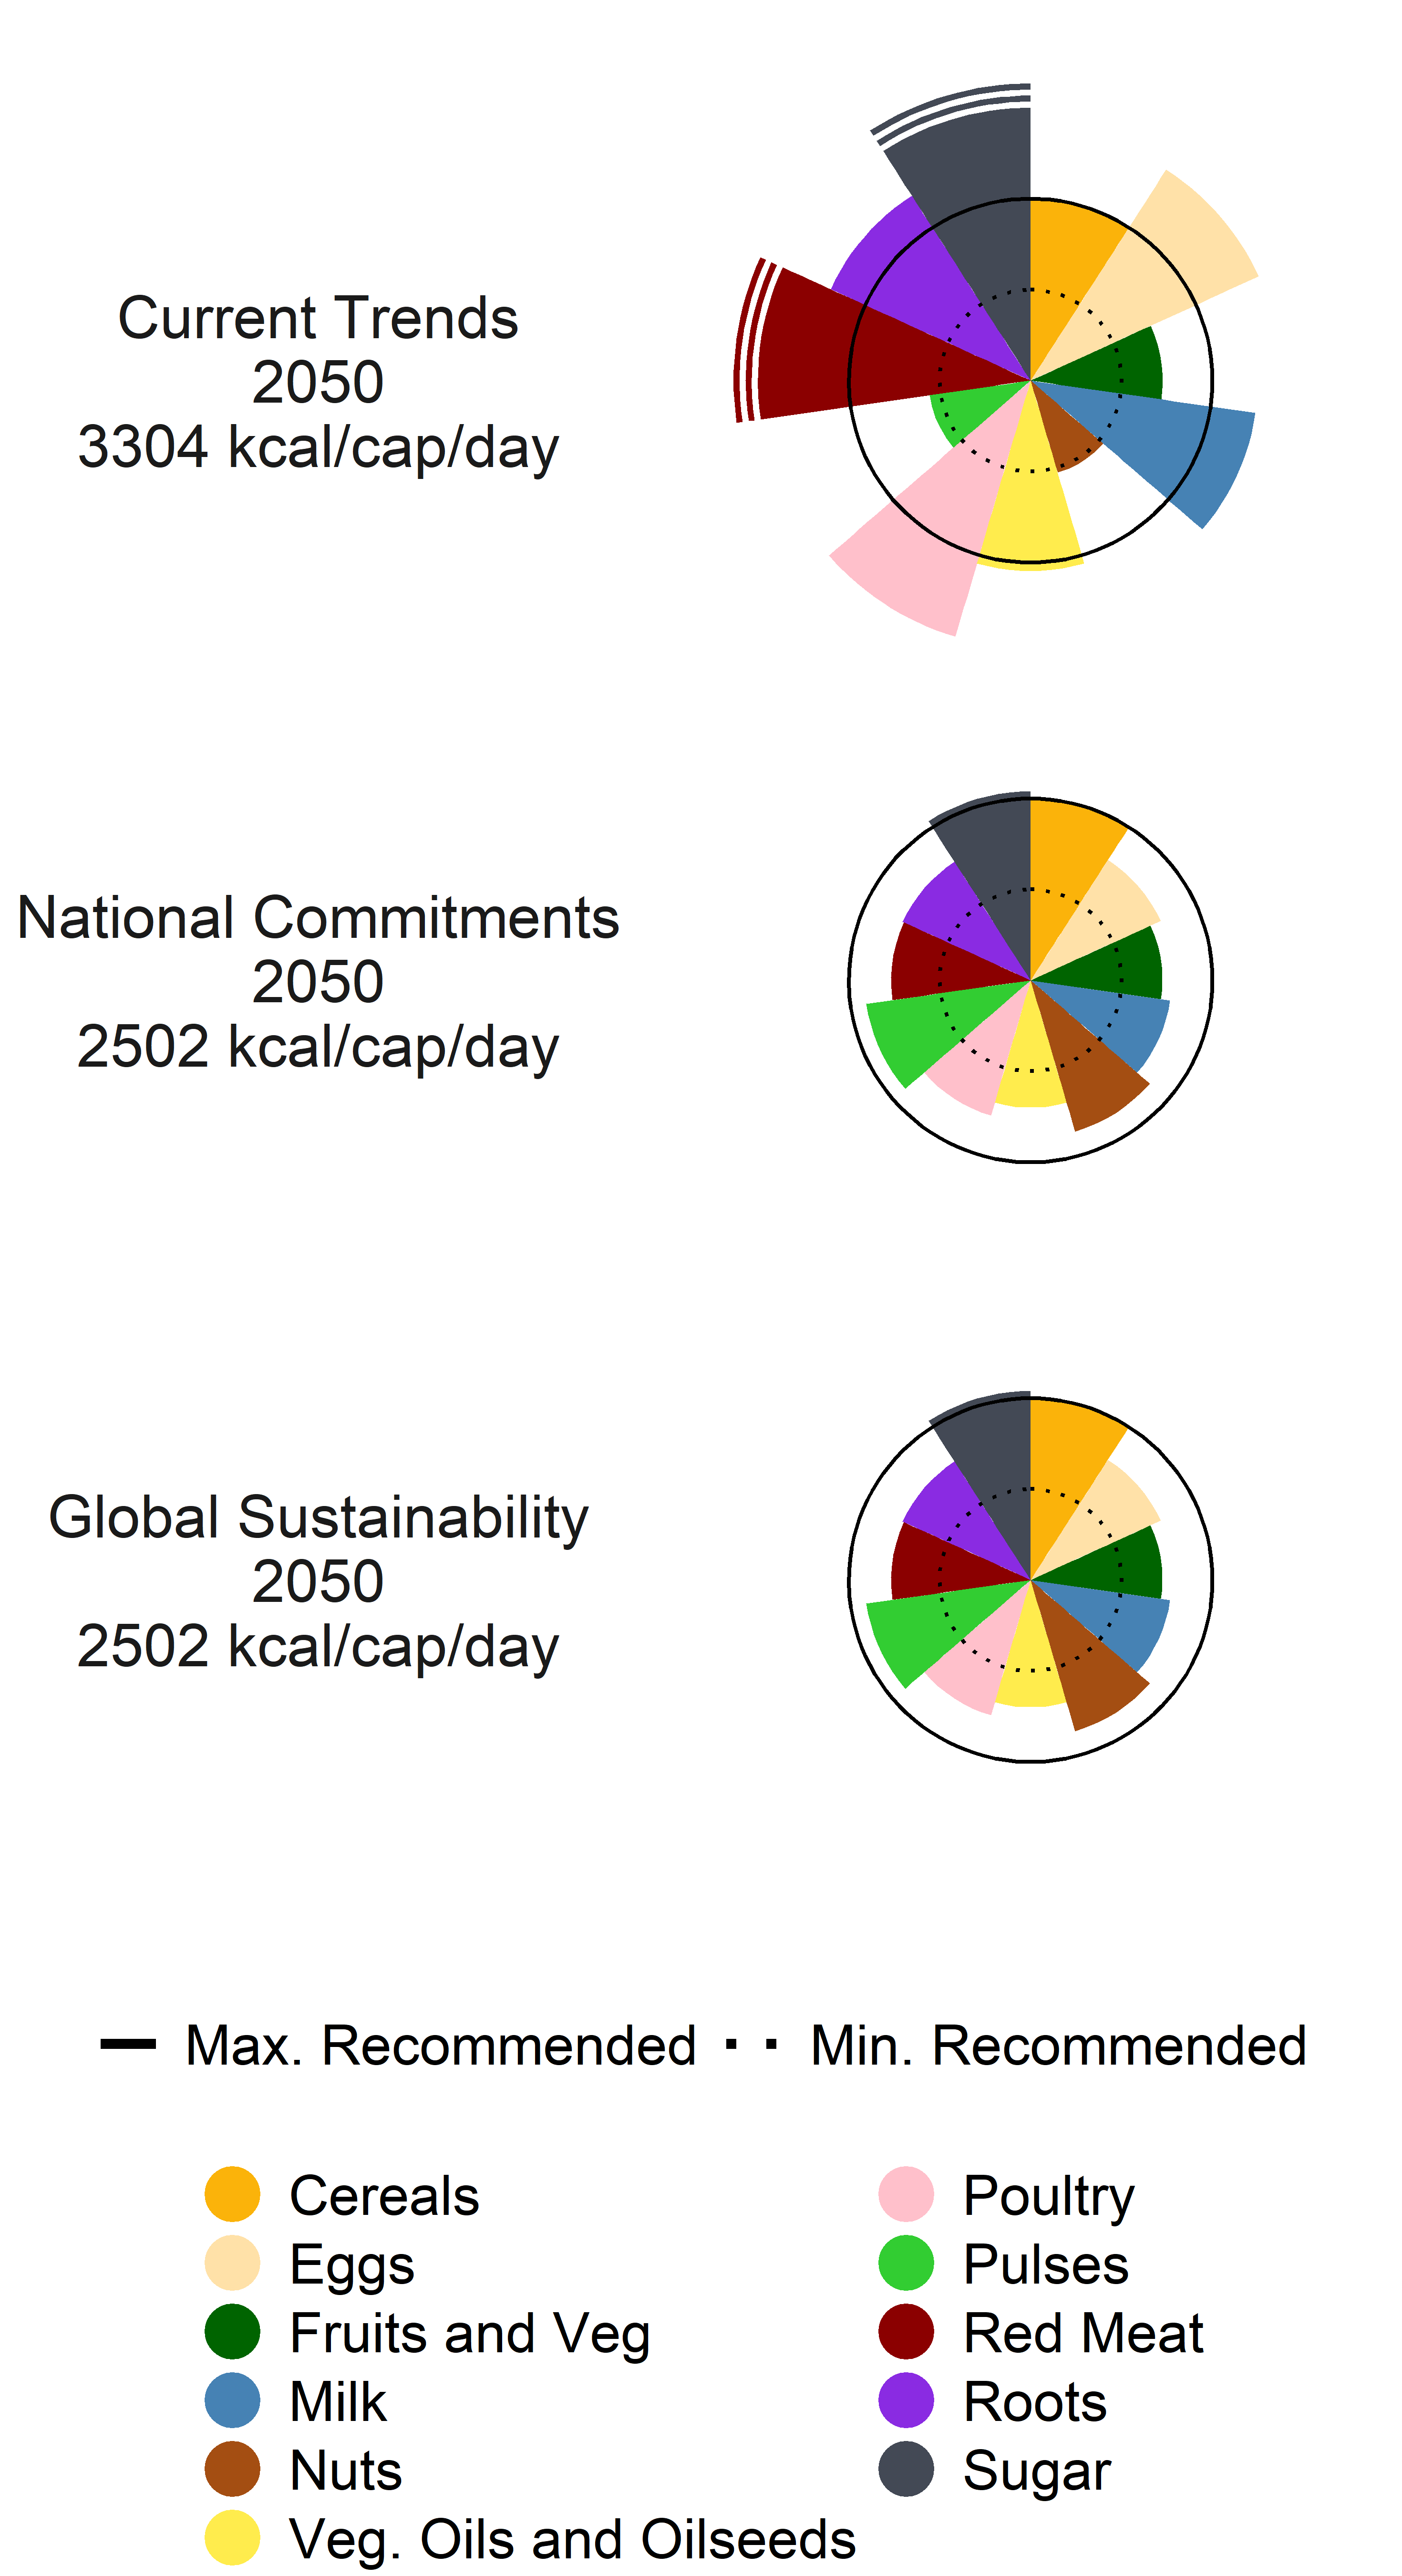 Current Trends
2050
3304 kcal/cap/day
National Commitments
2050
2502 kcal/cap/day
Global Sustainability
2050
2502 kcal/cap/day
Max. Recommended Min. Recommended
Cereals
Eggs
Fruits and Veg
Milk
Nuts
Veg. Oils and Oilseeds
Poultry
Pulses
Red Meat
Roots
Sugar